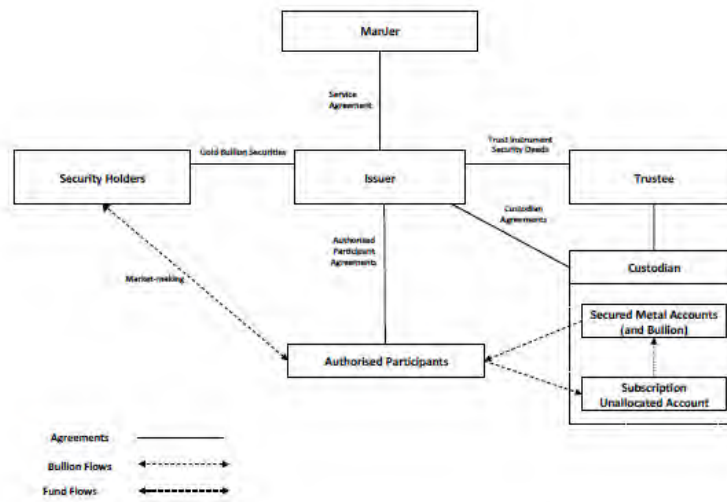 ManJer
Service
Agreement
Gold Bullion Securities
Trust Instrument
Security Deeds
Security Holders
Issuer
Trustee
Custodian
Agreements
Authorised
Participant
Agreements
Custodian
Market-making
Secured Metal Accounts
(and Bullion)
Authorised Participants
Subscription
Unallocated Account
Agreements
Bullion Flows
Fund Flows